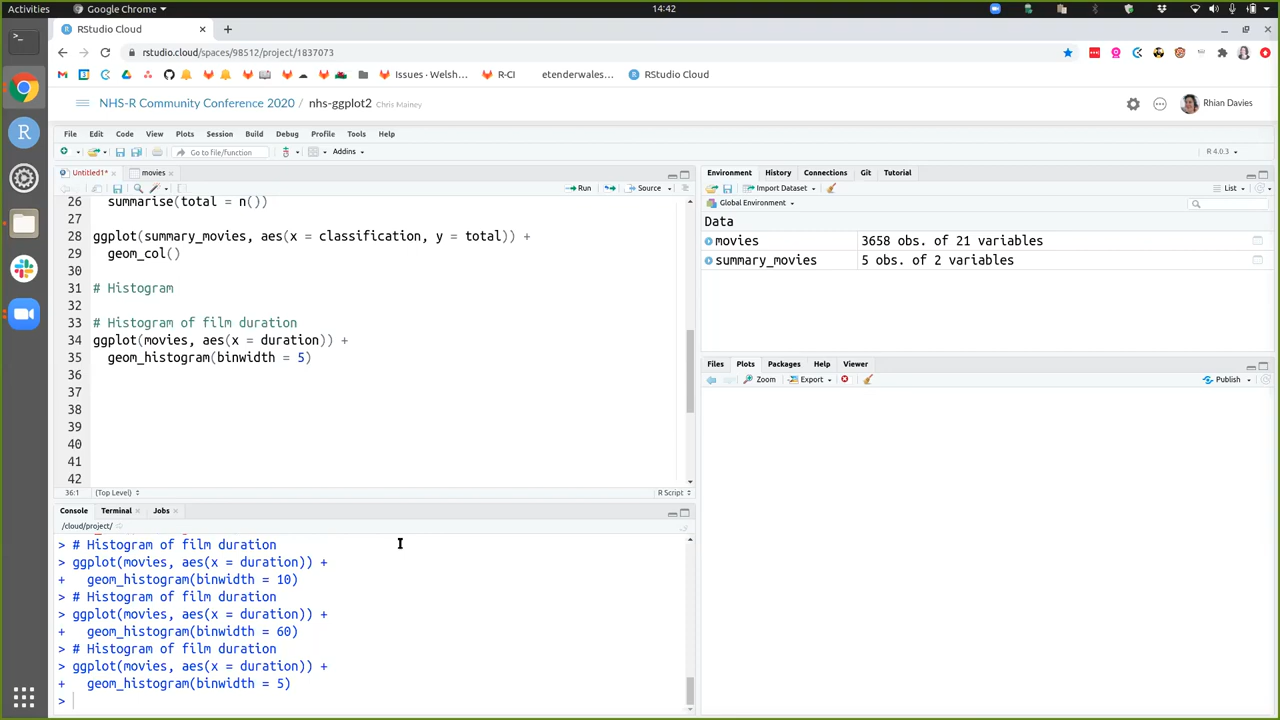 Activities
Google Chrome
14:42
RStudio Cloud
rstudio.cloud/spaces/98512/project/1837073
Issues · Welsh...
R-CI
etenderwales...
RStudio Cloud
NHS-R Community Conference 2020 / nhs-ggplot2 Chris Mainey
Rhian Davies
File Edit Code View Plots Session Build Debug Profile Tools Help
Go to file/function
Addins
R 4.0.3
Untitled1*
movies
Run
Source
26 summarise(total = n())
27
28 ggplot(summary_movies, aes(x = classification, y = total)) +
29 geom_col()
30
31 # Histogram
32
33 # Histogram of film duration
34 ggplot(movies, aes(x = duration)) +
35 geom_histogram(binwidth = 5)
36
37
38
39
40
41
42
36:1 (Top Level) R Script
Console Terminal Jobs
/cloud/project/
> # Histogram of film duration
> ggplot(movies, aes(x = duration)) +
+ geom_histogram(binwidth = 10)
> # Histogram of film duration
> ggplot(movies, aes(x = duration)) +
+ geom_histogram(binwidth = 60)
> # Histogram of film duration
> ggplot(movies, aes(x = duration)) +
+ geom_histogram(binwidth = 5)
>
Environment History Connections Git Tutorial
Import Dataset
List
Global Environment
Data
movies 3658 obs. of 21 variables
summary_movies 5 obs. of 2 variables
Files Plots Packages Help Viewer
Zoom Export Publish